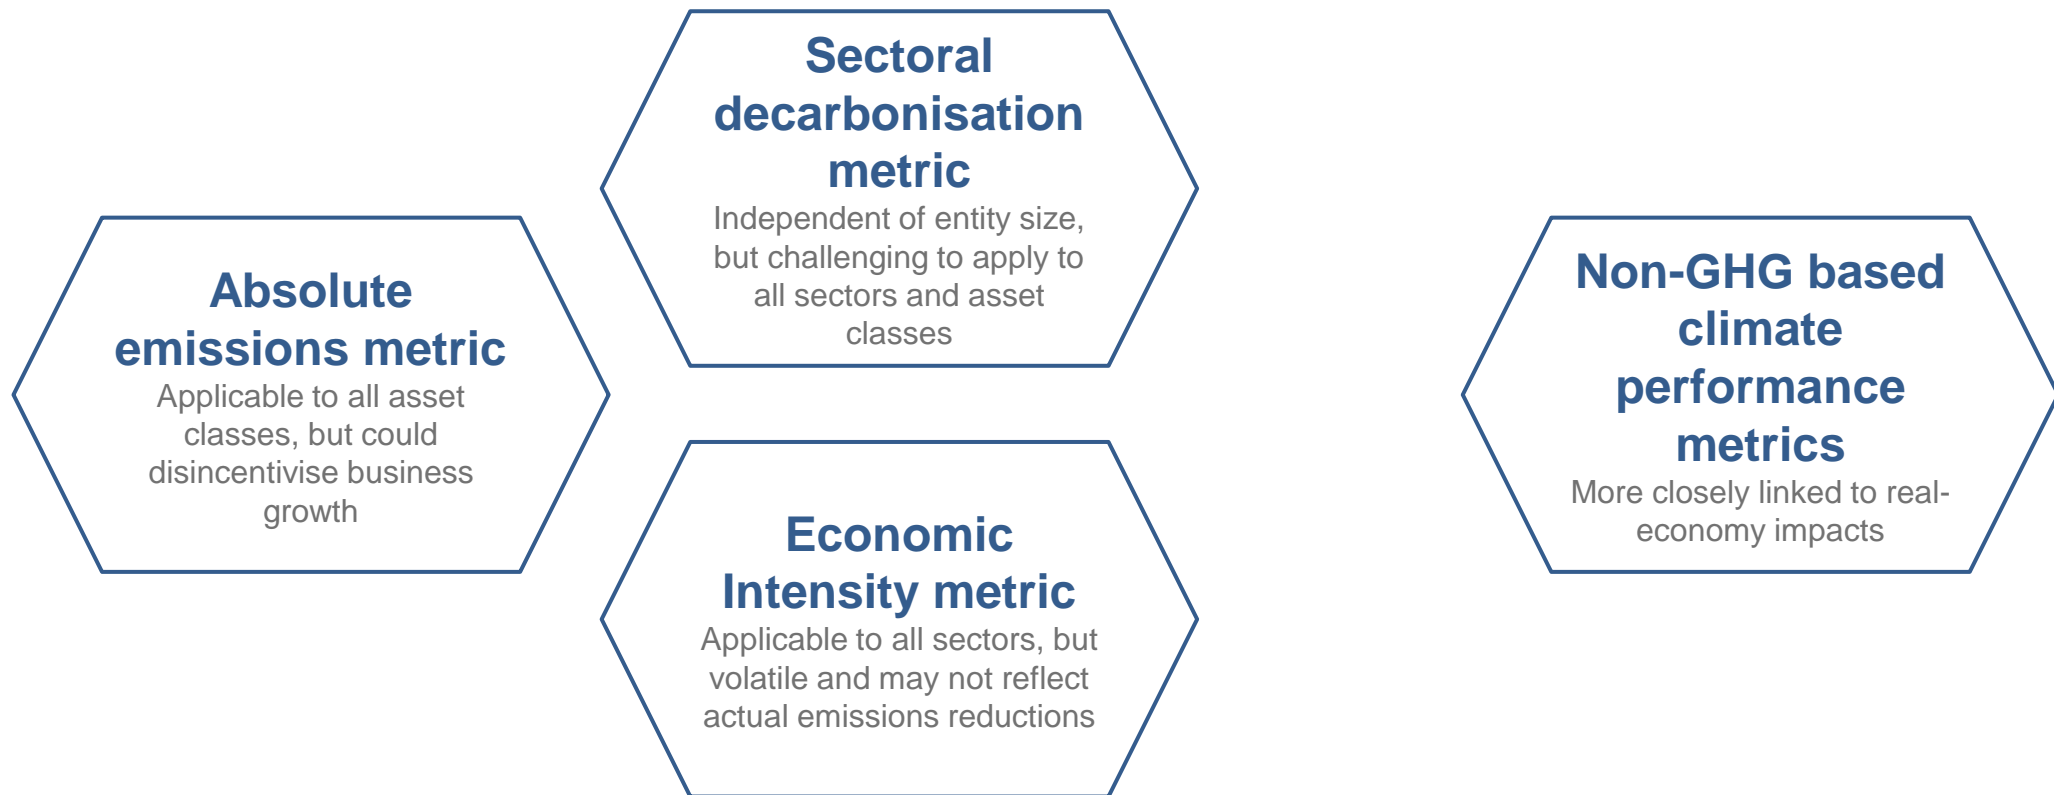 Absolute
emissions metric
Applicable to all asset
classes, but could
disincentivise business
growth
Sectoral
decarbonisation
metric
Independent of entity size,
but challenging to apply to
all sectors and asset
classes
Economic
Intensity metric
Applicable to all sectors, but
volatile and may not reflect
actual emissions reductions
Non-GHG based
climate
performance
metrics
More closely linked to real-
economy impacts